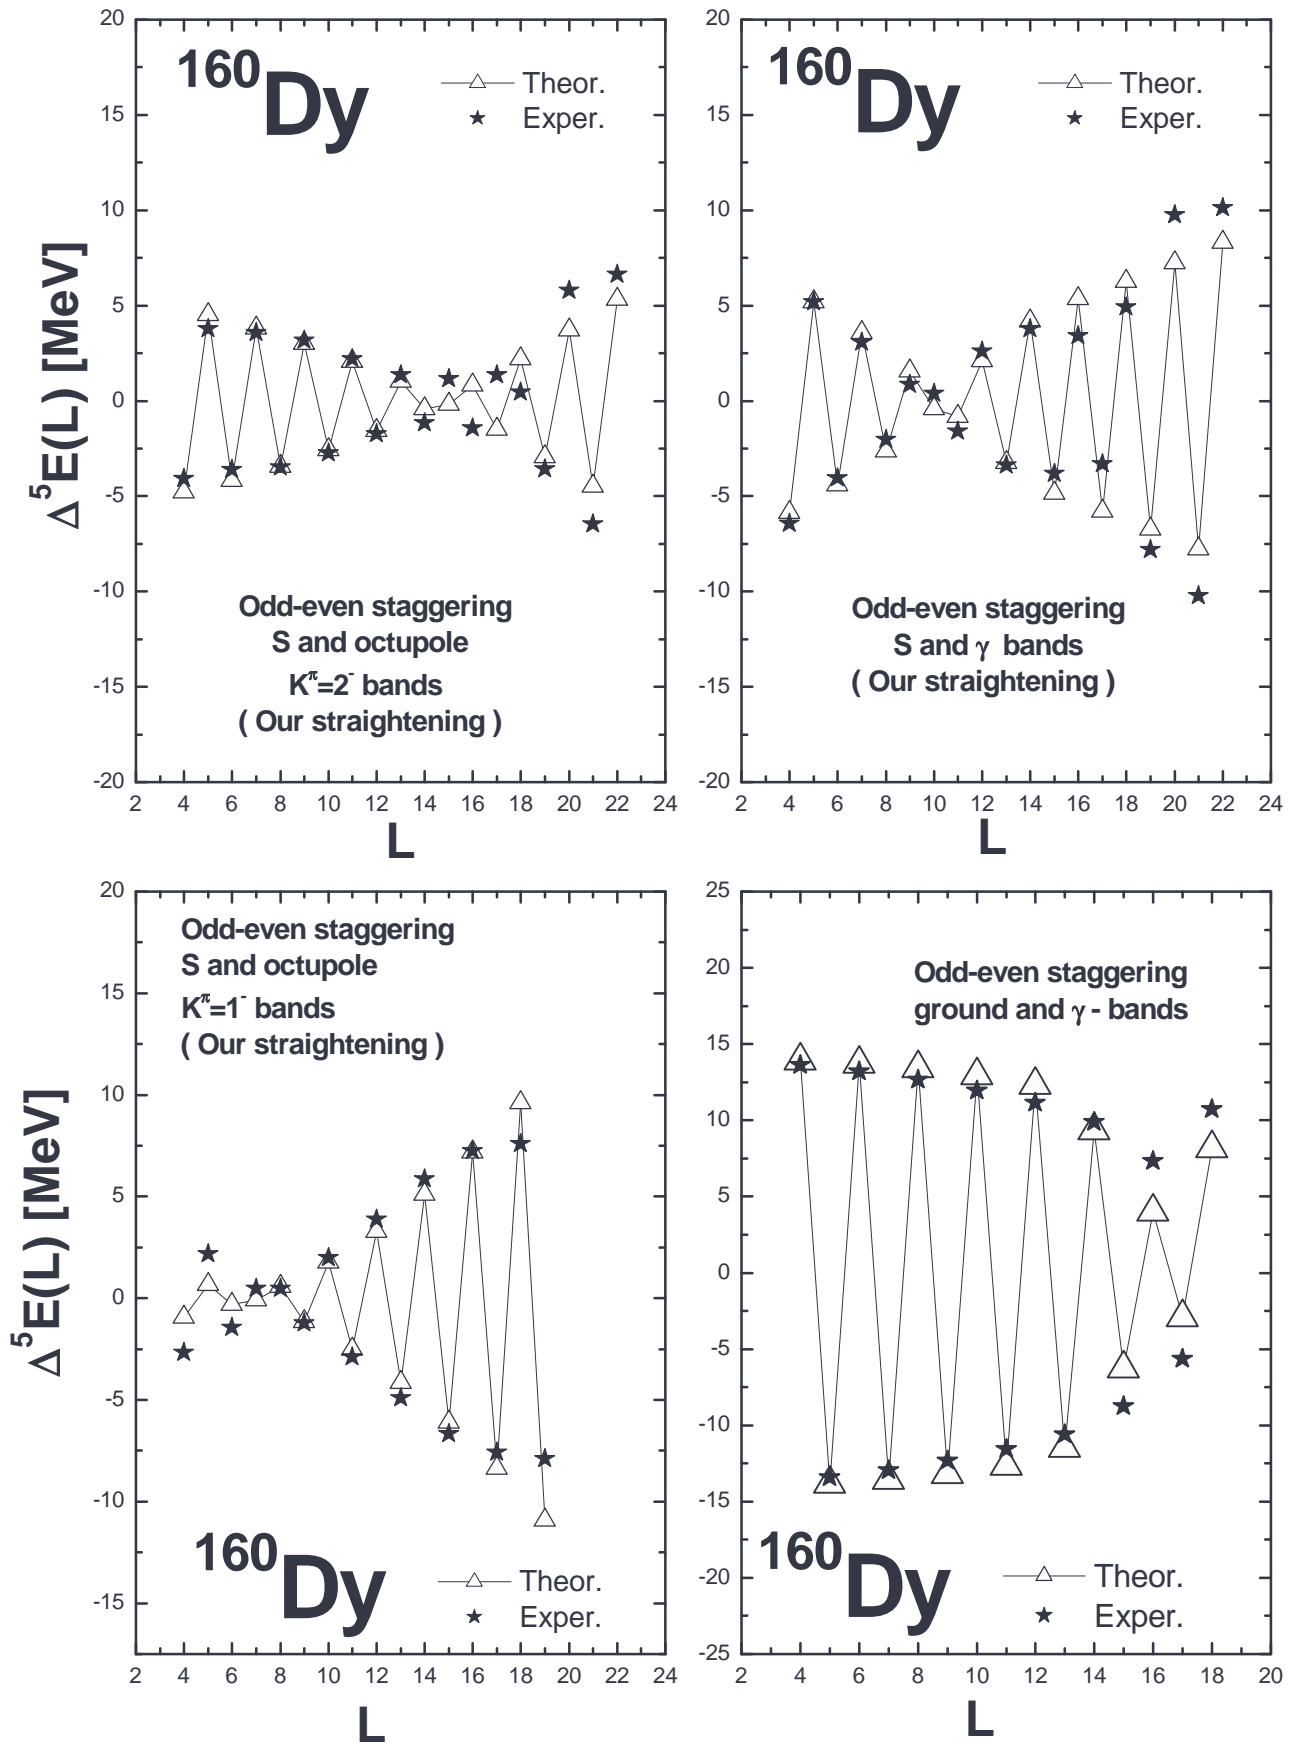 20
15
10
5
0
-5
-10
-15
-20
2 4 6 8 10 12 14 16 18 20 22 24
160Dy
Theor.
Exper.
Δ5E(L) [MeV]
Odd-even staggering
S and octupole
Kπ=2- bands
( Our straightening )
L
20
15
10
5
0
-5
-10
-15
-20
2 4 6 8 10 12 14 16 18 20 22 24
160Dy
Theor.
Exper.
Odd-even staggering
S and γ bands
( Our straightening )
L
20
15
10
5
0
-5
-10
-15
2 4 6 8 10 12 14 16 18 20 22 24
Odd-even staggering
S and octupole
Kπ=1- bands
( Our straightening )
Δ5E(L) [MeV]
160Dy
Theor.
Exper.
L
25
20
15
10
5
0
-5
-10
-15
-20
-25
2 4 6 8 10 12 14 16 18 20
Odd-even staggering
ground and γ - bands
160Dy
Theor.
Exper.
L